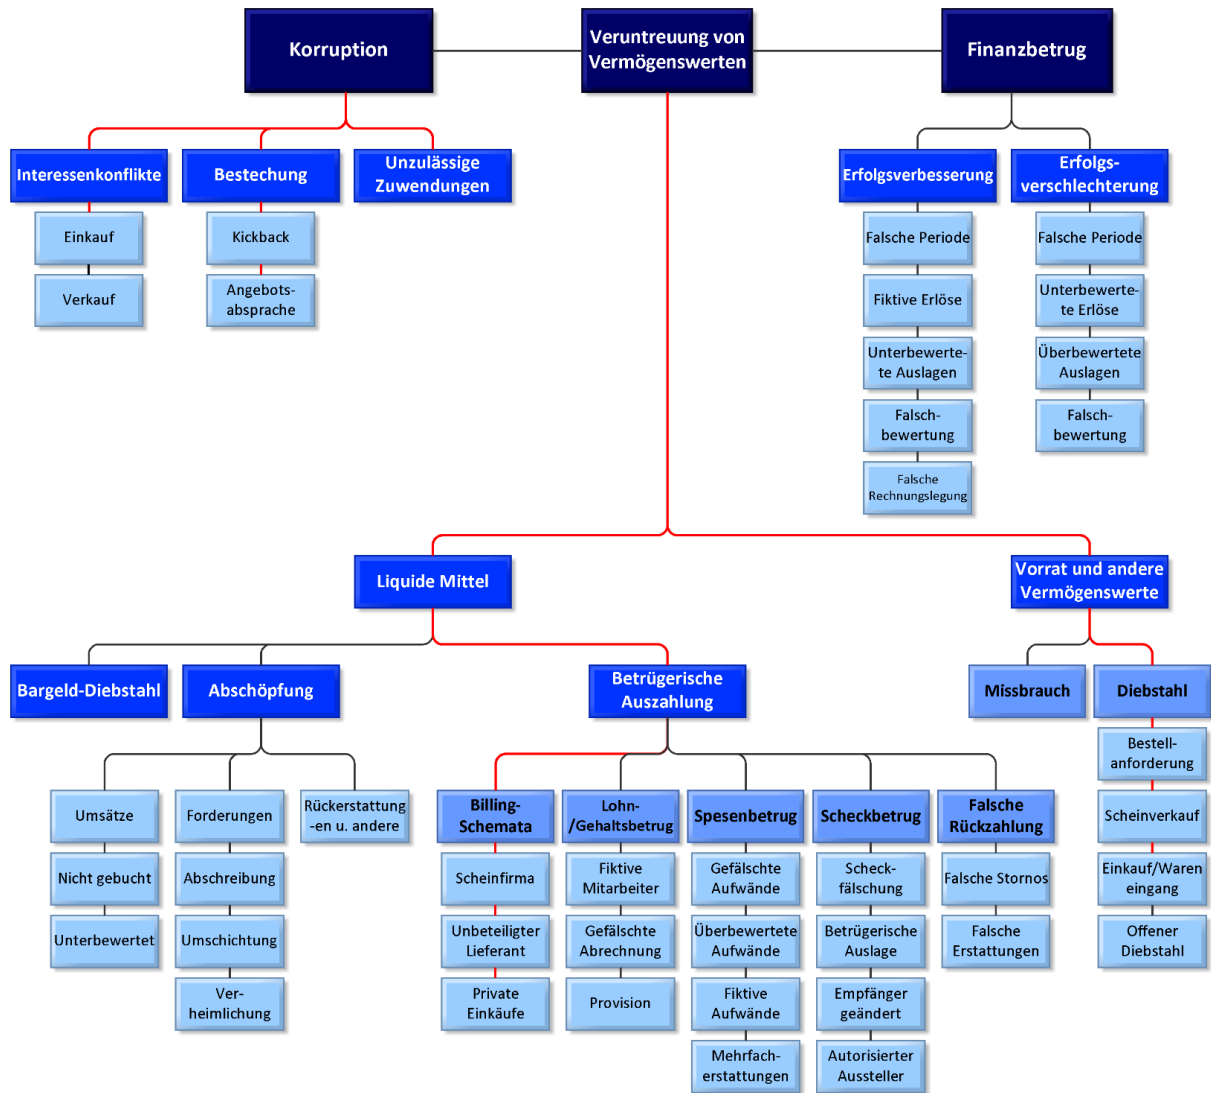 Korruption
Veruntreuung von
Vermögenswerten
Finanzbetrug
Interessenkonflikte
Bestechung
Unzulässige
Zuwendungen
Erfolgsverbesserung
Erfolgs-
verschlechterung
Einkauf
Verkauf
Kickback
Angebots-
absprache
Falsche Periode
Fiktive Erlöse
Unterbewerte-
te Auslagen
Falsch-
bewertung
Falsche
Rechnungslegung
Falsche Periode
Unterbewerte-
te Erlöse
Überbewertete
Auslagen
Falsch-
bewertung
Liquide Mittel
Vorrat und andere
Vermögenswerte
Bargeld-Diebstahl
Abschöpfung
Betrügerische
Auszahlung
Missbrauch
Diebstahl
Umsätze
Nicht gebucht
Unterbewertet
Forderungen
Abschreibung
Umschichtung
Ver-
heimlichung
Rückerstattung
-en u. andere
Billing-
Schemata
Scheinfirma
Unbeteiligter
Lieferant
Private
Einkäufe
Lohn-
/Gehaltsbetrug
Fiktive
Mitarbeiter
Gefälschte
Abrechnung
Provision
Spesenbetrug
Gefälschte
Aufwände
Überbewertete
Aufwände
Fiktive
Aufwände
Mehrfach-
erstattungen
Scheckbetrug
Scheck-
fälschung
Betrügerische
Auslage
Empfänger
geändert
Autorisierter
Aussteller
Falsche
Rückzahlung
Falsche Stornos
Falsche
Erstattungen
Bestell-
anforderung
Scheinverkauf
Einkauf/Waren
eingang
Offener
Diebstahl